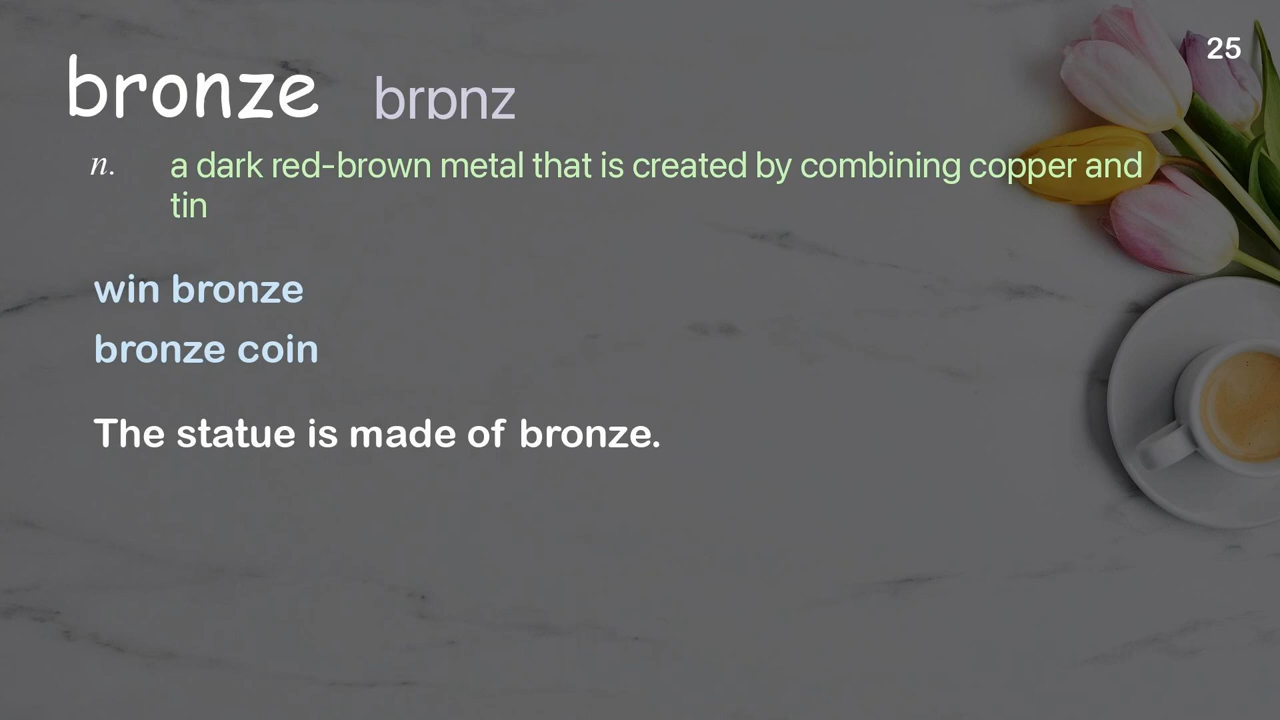 25
bronze brɒnz
n. a dark red-brown metal that is created by combining copper and
tin
win bronze
bronze coin
The statue is made of bronze.